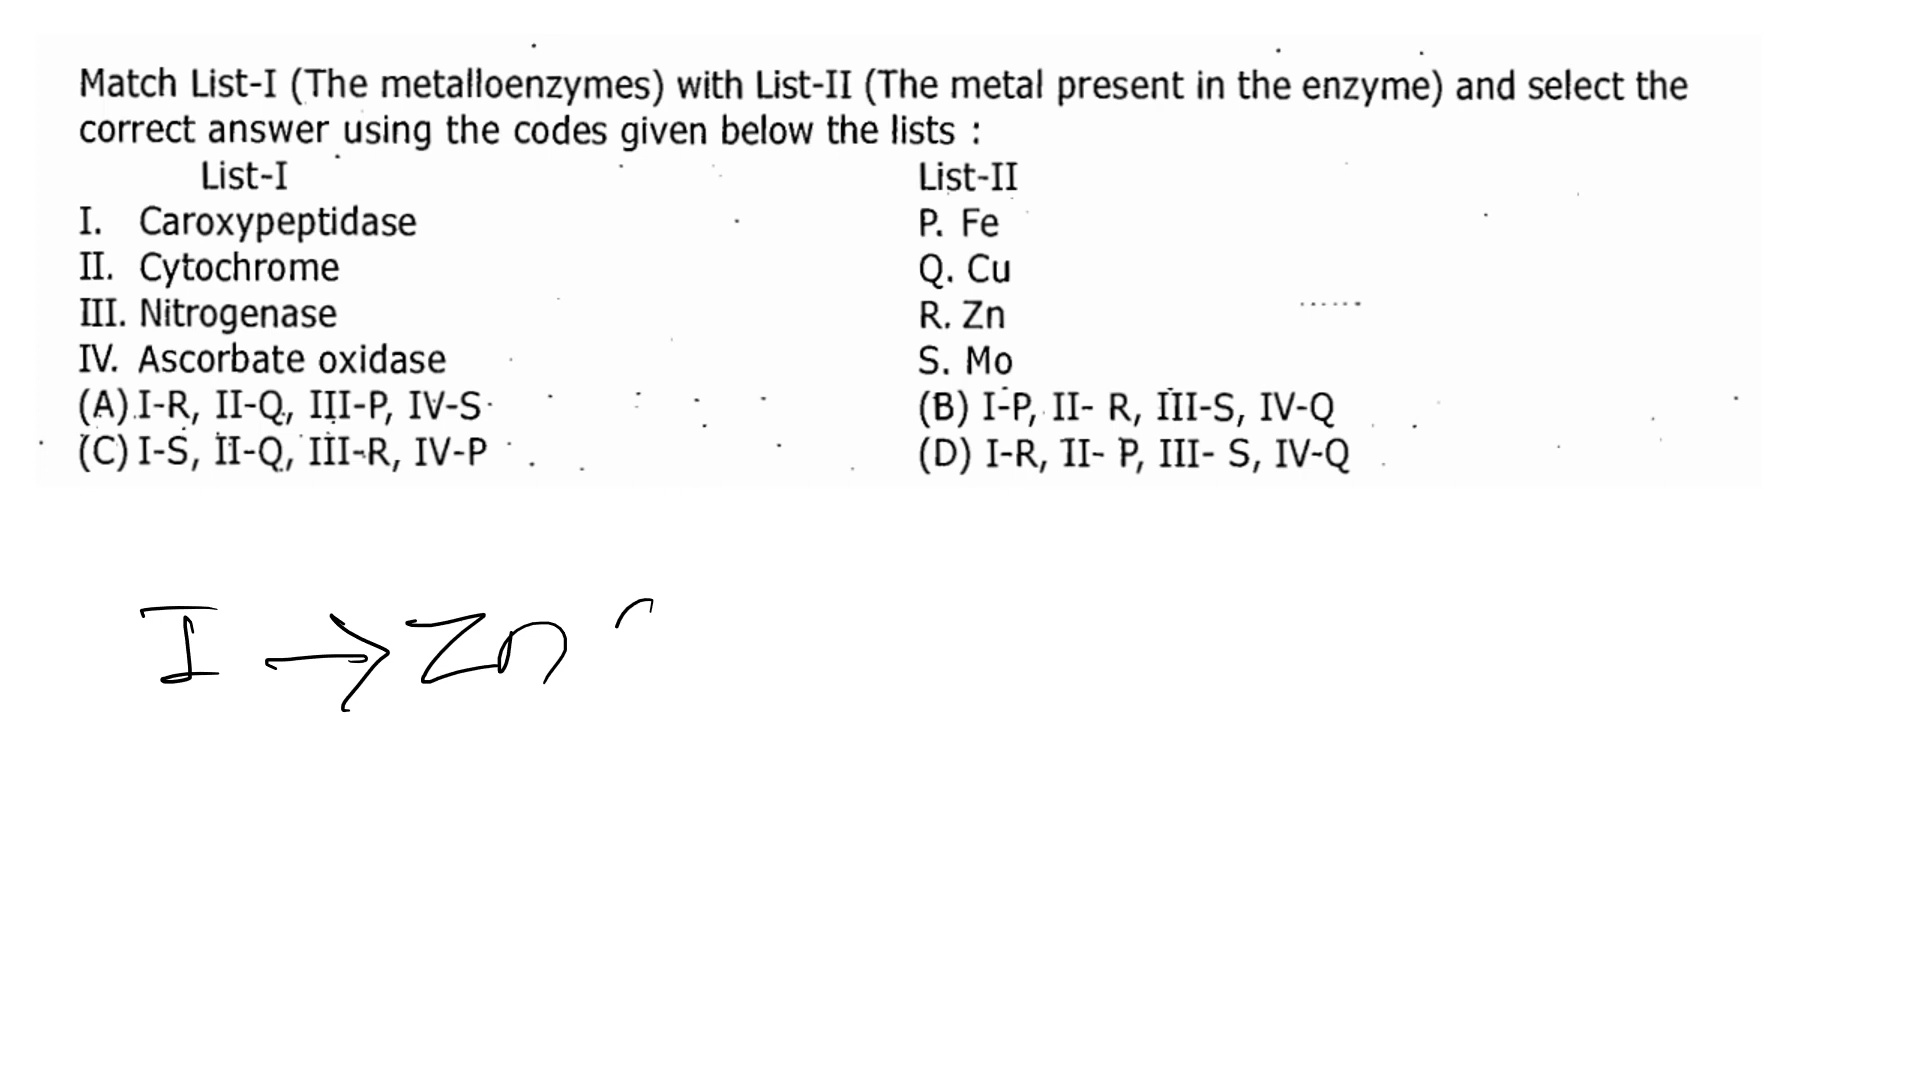 Match List-I (The metalloenzymes) with List-II (The metal present in the enzyme) and select the
correct answer using the codes given below the lists :
List-I List-II
I. Caroxypeptidase P. Fe
II. Cytochrome Q. Cu
III. Nitrogenase R. Zn
IV. Ascorbate oxidase S. Mo
(A) I-R, II-Q, III-P, IV-S (B) I-P, II- R, III-S, IV-Q
(C) I-S, II-Q, III-R, IV-P (D) I-R, II- P, III- S, IV-Q
I → Zn